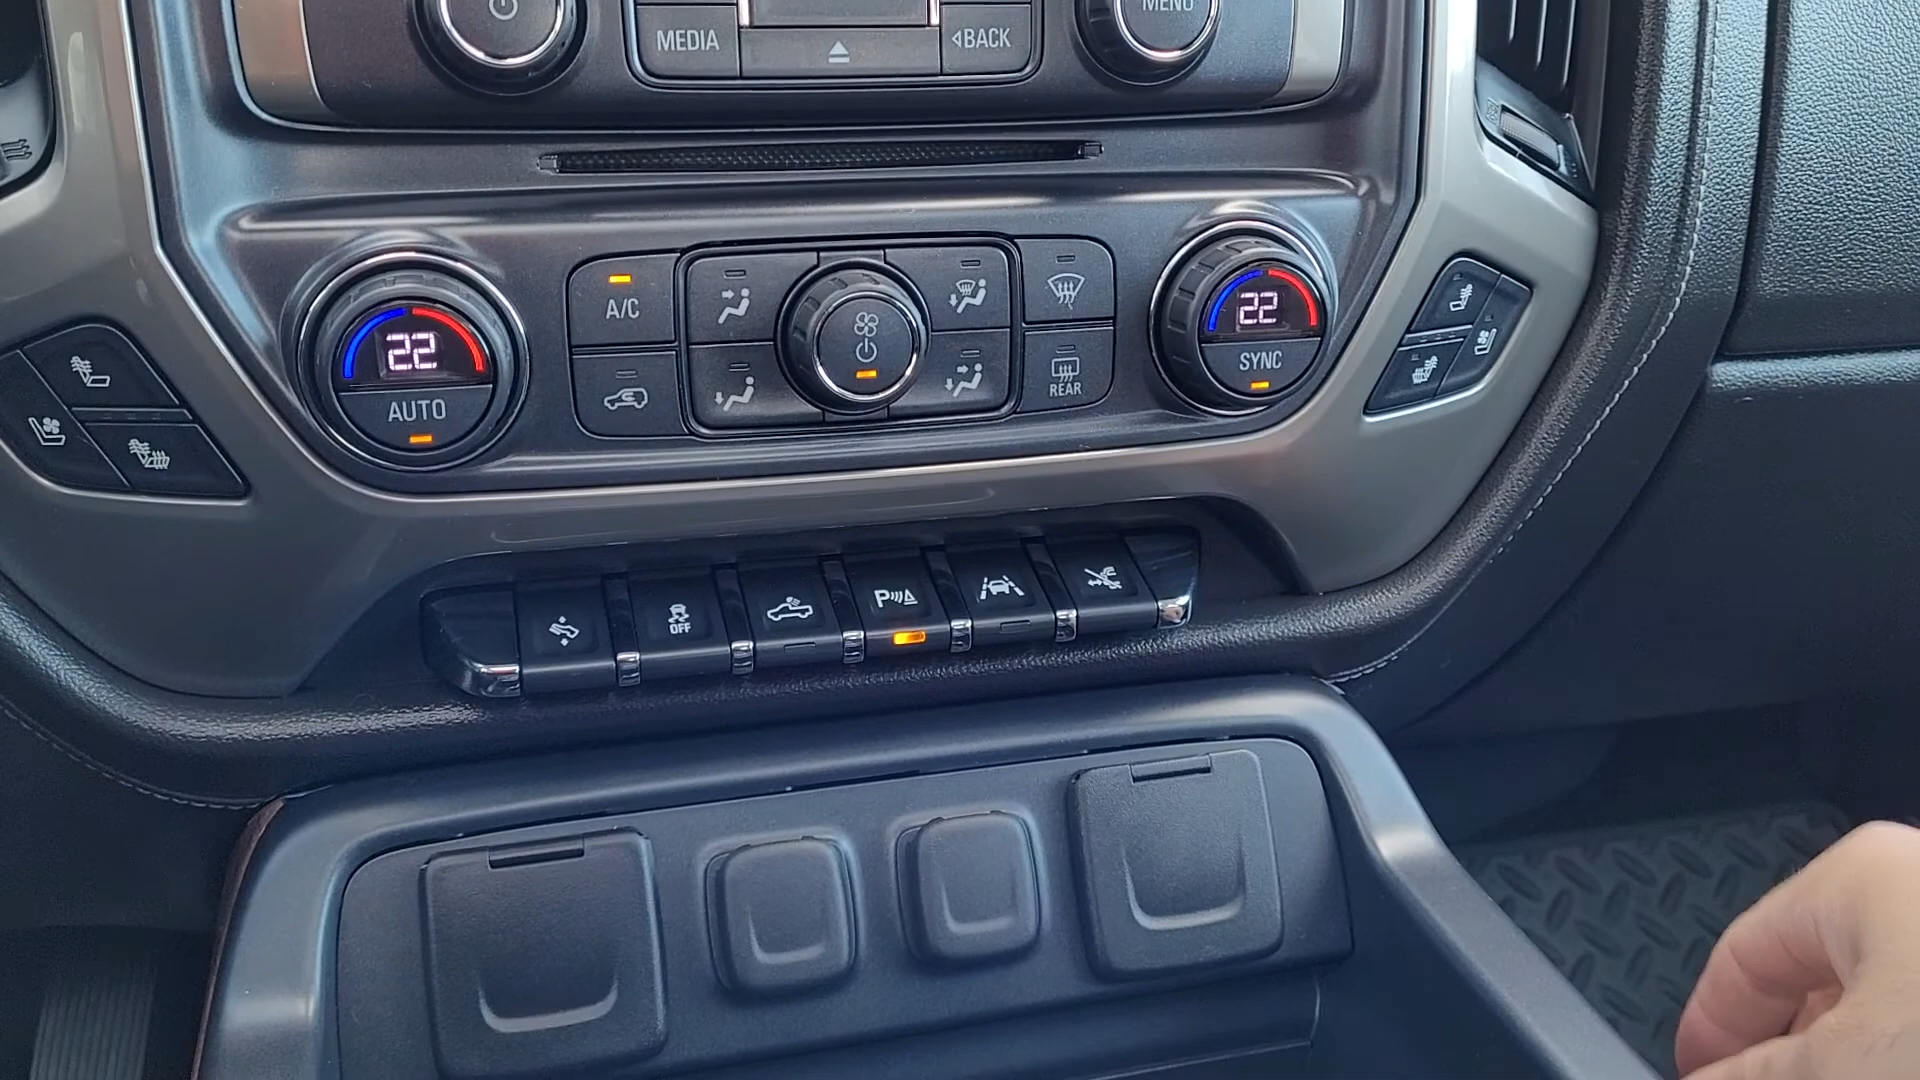 MENU
MEDIA
BACK
22
AUTO
A/C
REAR
22
SYNC
OFF
P